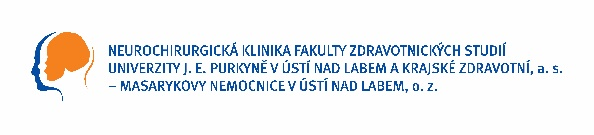 NEUROCHIRURGICKÁ KLINIKA FAKULTY ZDRAVOTNICKÝCH STUDIÍ
UNIVERZITY J. E. PURKYNĚ V ÚSTÍ NAD LABEM A KRAJSKÉ ZDRAVOTNÍ, a. s.
– MASARYKOVY NEMOCNICE V ÚSTÍ NAD LABEM, o. z.